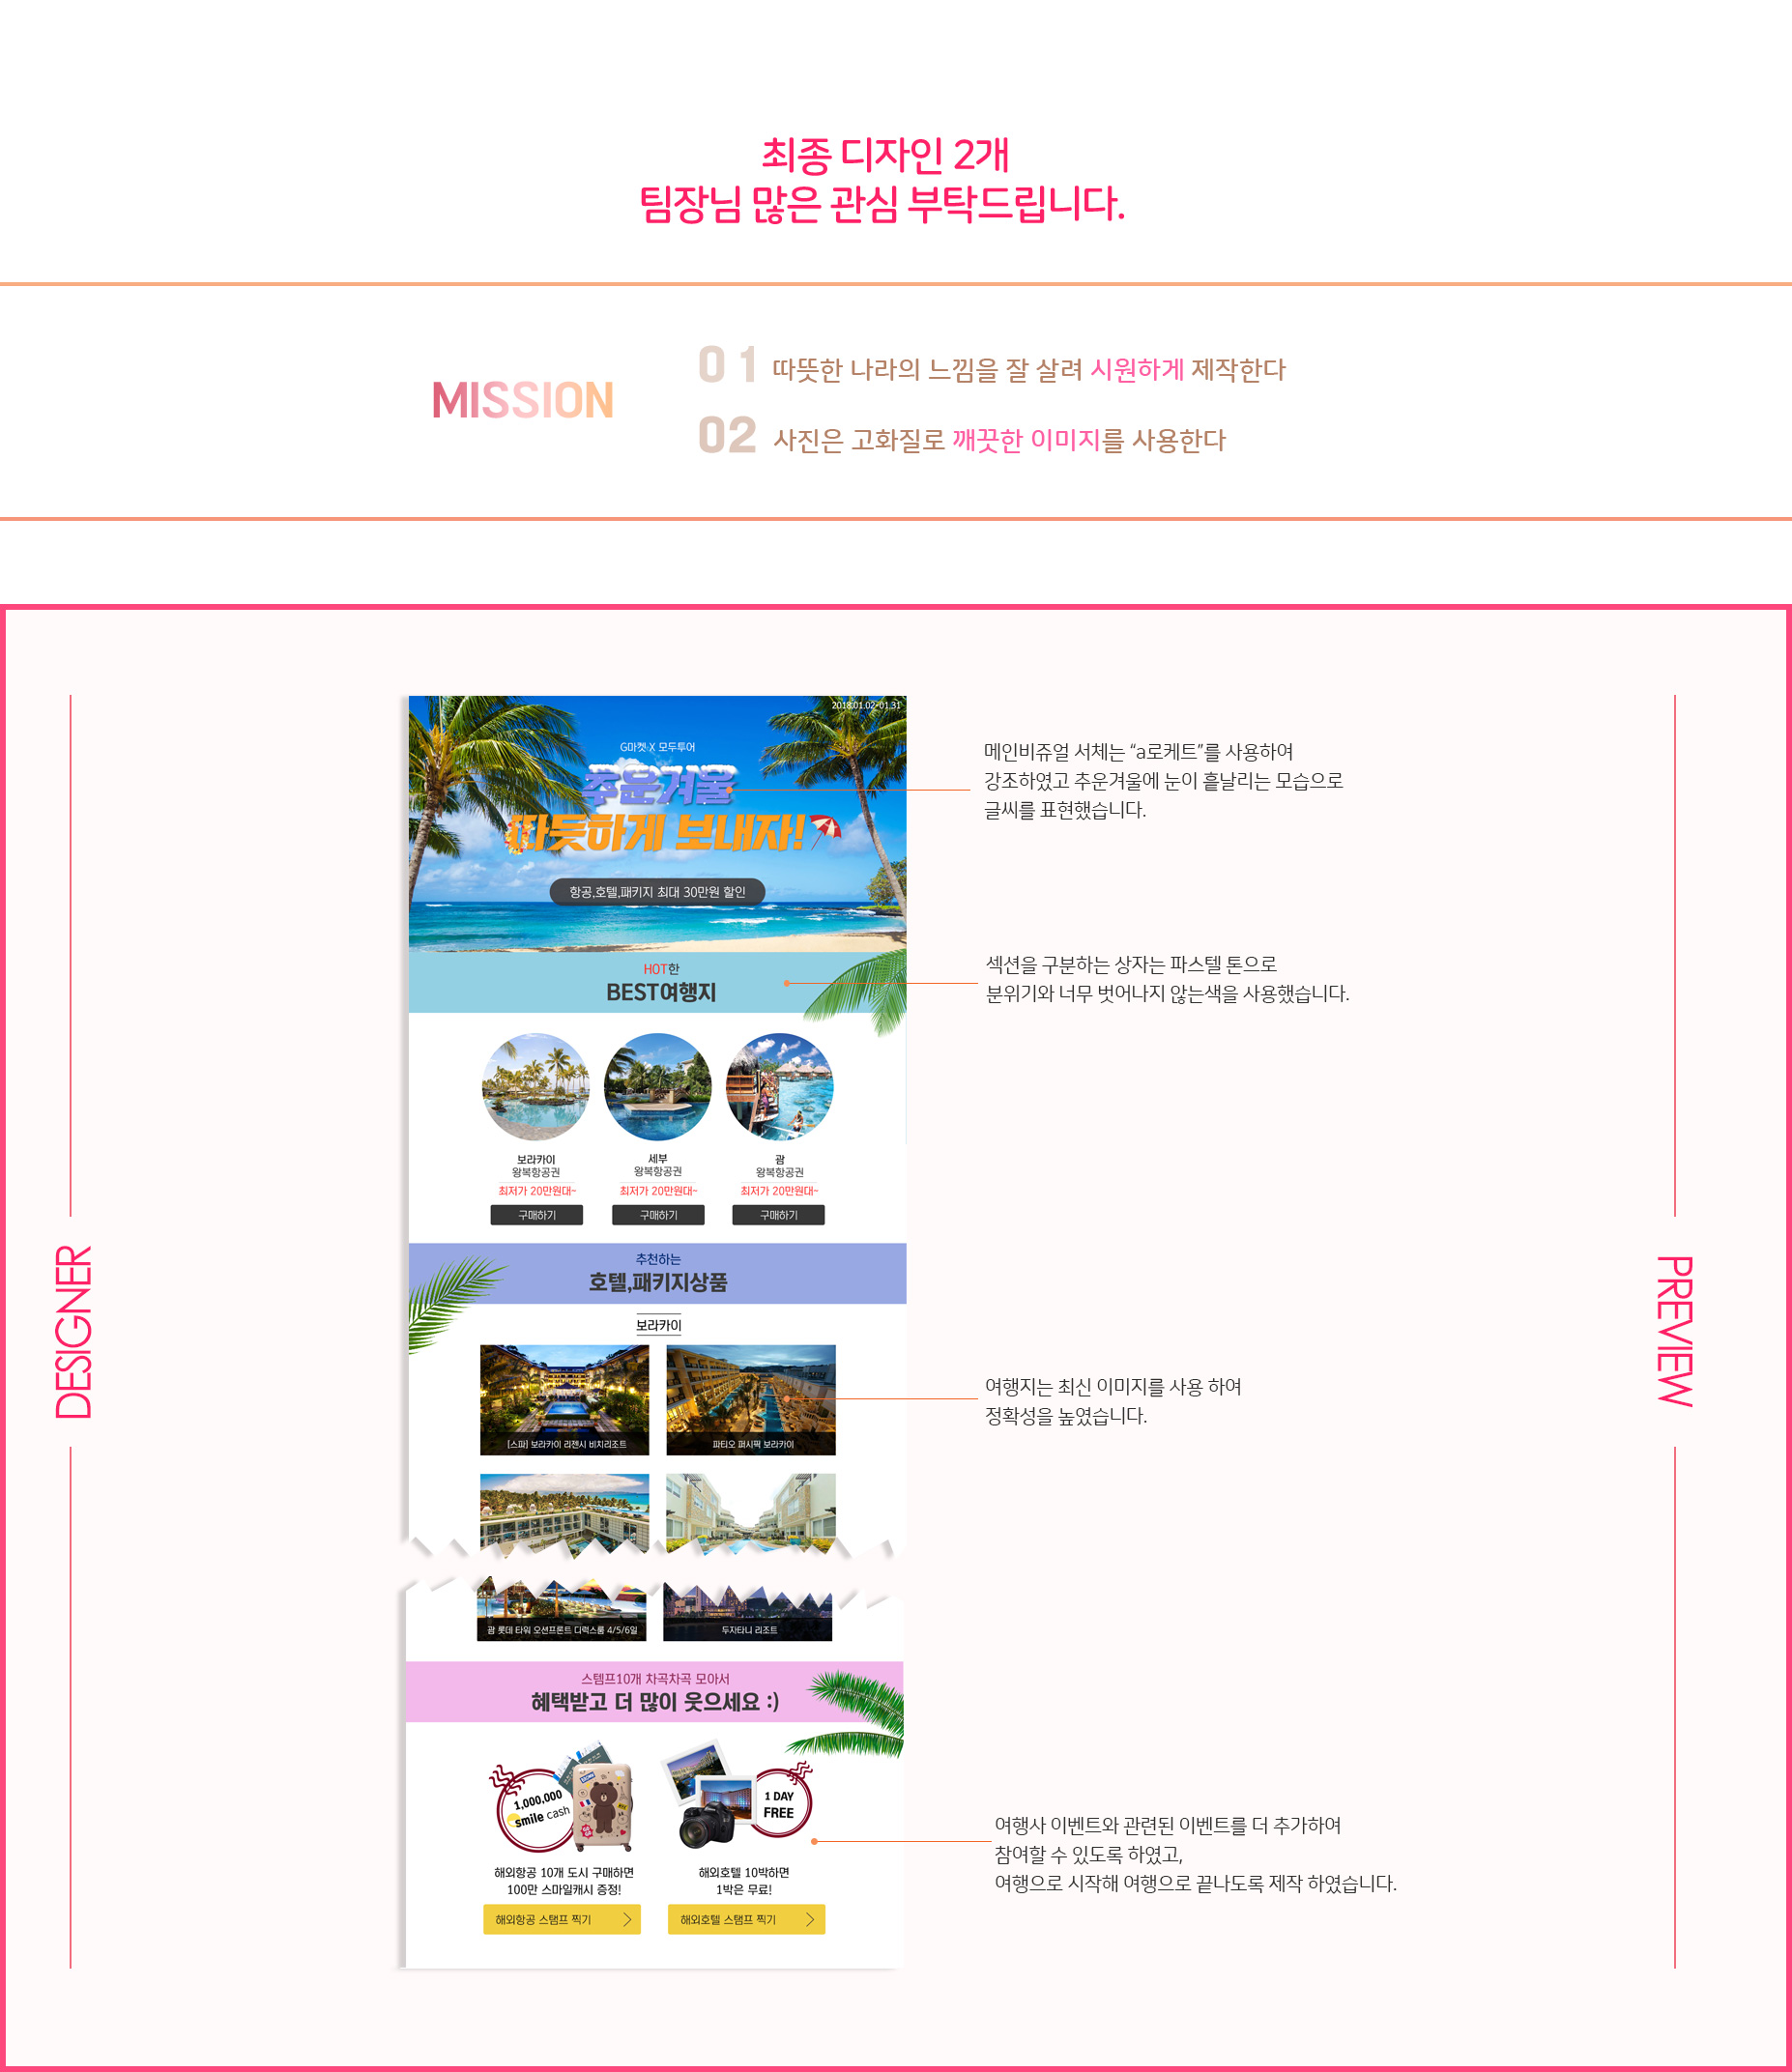 최종 디자인 2개
팀장님 많은 관심 부탁드립니다.
MISSION
01 따뜻한 나라의 느낌을 잘 살려 시원하게 제작한다
02 사진은 고화질로 깨끗한 이미지를 사용한다
DESIGNER
2018.01.02-01.31
G마켓 X 모두투어
추운겨울
따듯하게 보내자!
항공,호텔,패키지 최대 30만원 할인
메인비쥬얼 서체는 “a로케트”를 사용하여
강조하였고 추운겨울에 눈이 흩날리는 모습으로
글씨를 표현했습니다.
HOT한
BEST여행지
섹션을 구분하는 상자는 파스텔 톤으로
분위기와 너무 벗어나지 않는색을 사용했습니다.
보라카이
왕복항공권
최저가 20만원대~
구매하기
세부
왕복항공권
최저가 20만원대~
구매하기
괌
왕복항공권
최저가 20만원대~
구매하기
추천하는
호텔,패키지상품
보라카이
[스파] 보라카이 리젠시 비치리조트
파티오 퍼시픽 보라카이
여행지는 최신 이미지를 사용 하여
정확성을 높였습니다.
괌 롯데 타워 오션프론트 디럭스룸 4/5/6일
두짓타니 리조트
스템프10개 차곡차곡 모아서
혜택받고 더 많이 웃으세요 :)
1,000,000
smile cash
해외항공 10개 도시 구매하면
100만 스마일캐시 증정!
해외항공 스탬프 찍기
1 DAY
FREE
해외호텔 10박하면
1박은 무료!
해외호텔 스탬프 찍기
여행사 이벤트와 관련된 이벤트를 더 추가하여
참여할 수 있도록 하였고,
여행으로 시작해 여행으로 끝나도록 제작 하였습니다.
PREVIEW